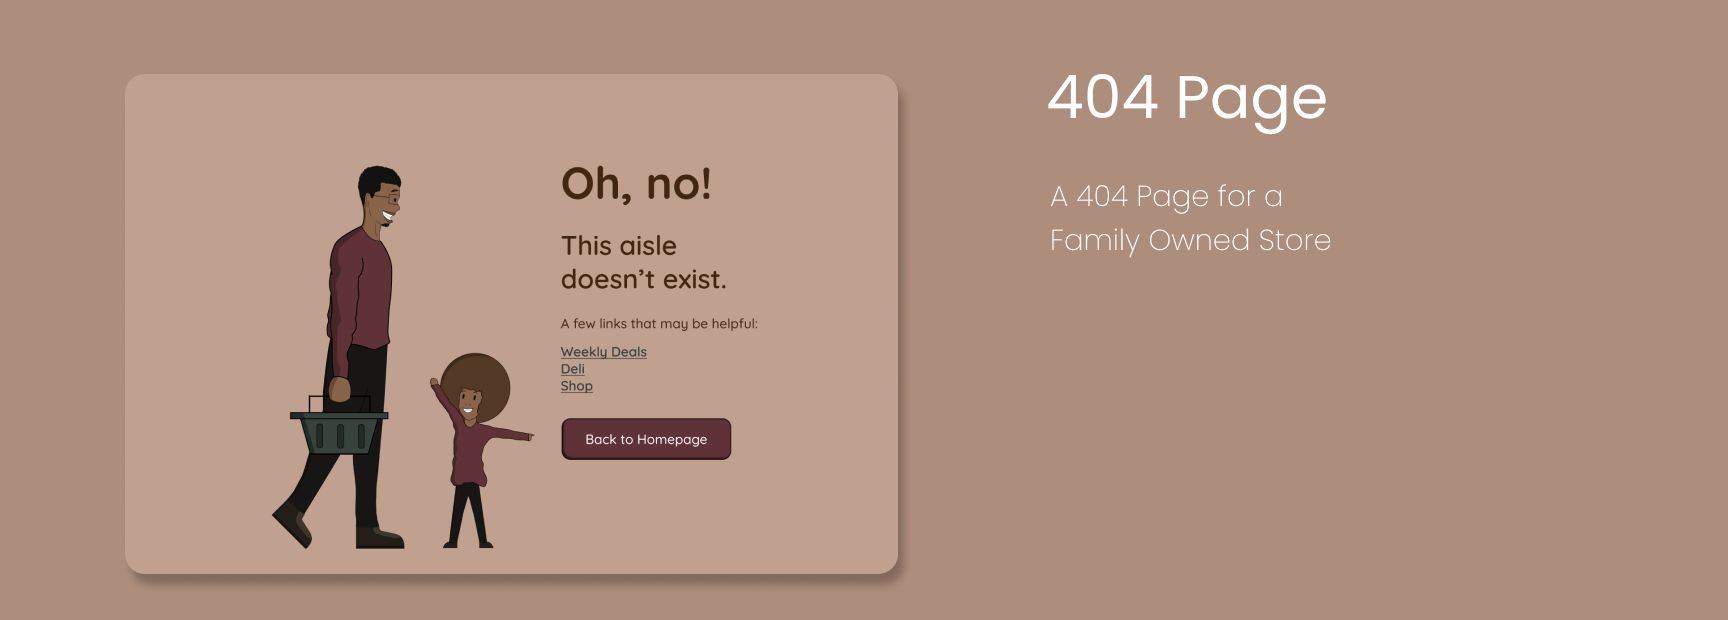 Oh, no!
This aisle
doesn’t exist.
A few links that may be helpful:
Weekly Deals
Deli
Shop
Back to Homepage
404 Page
A 404 Page for a
Family Owned Store